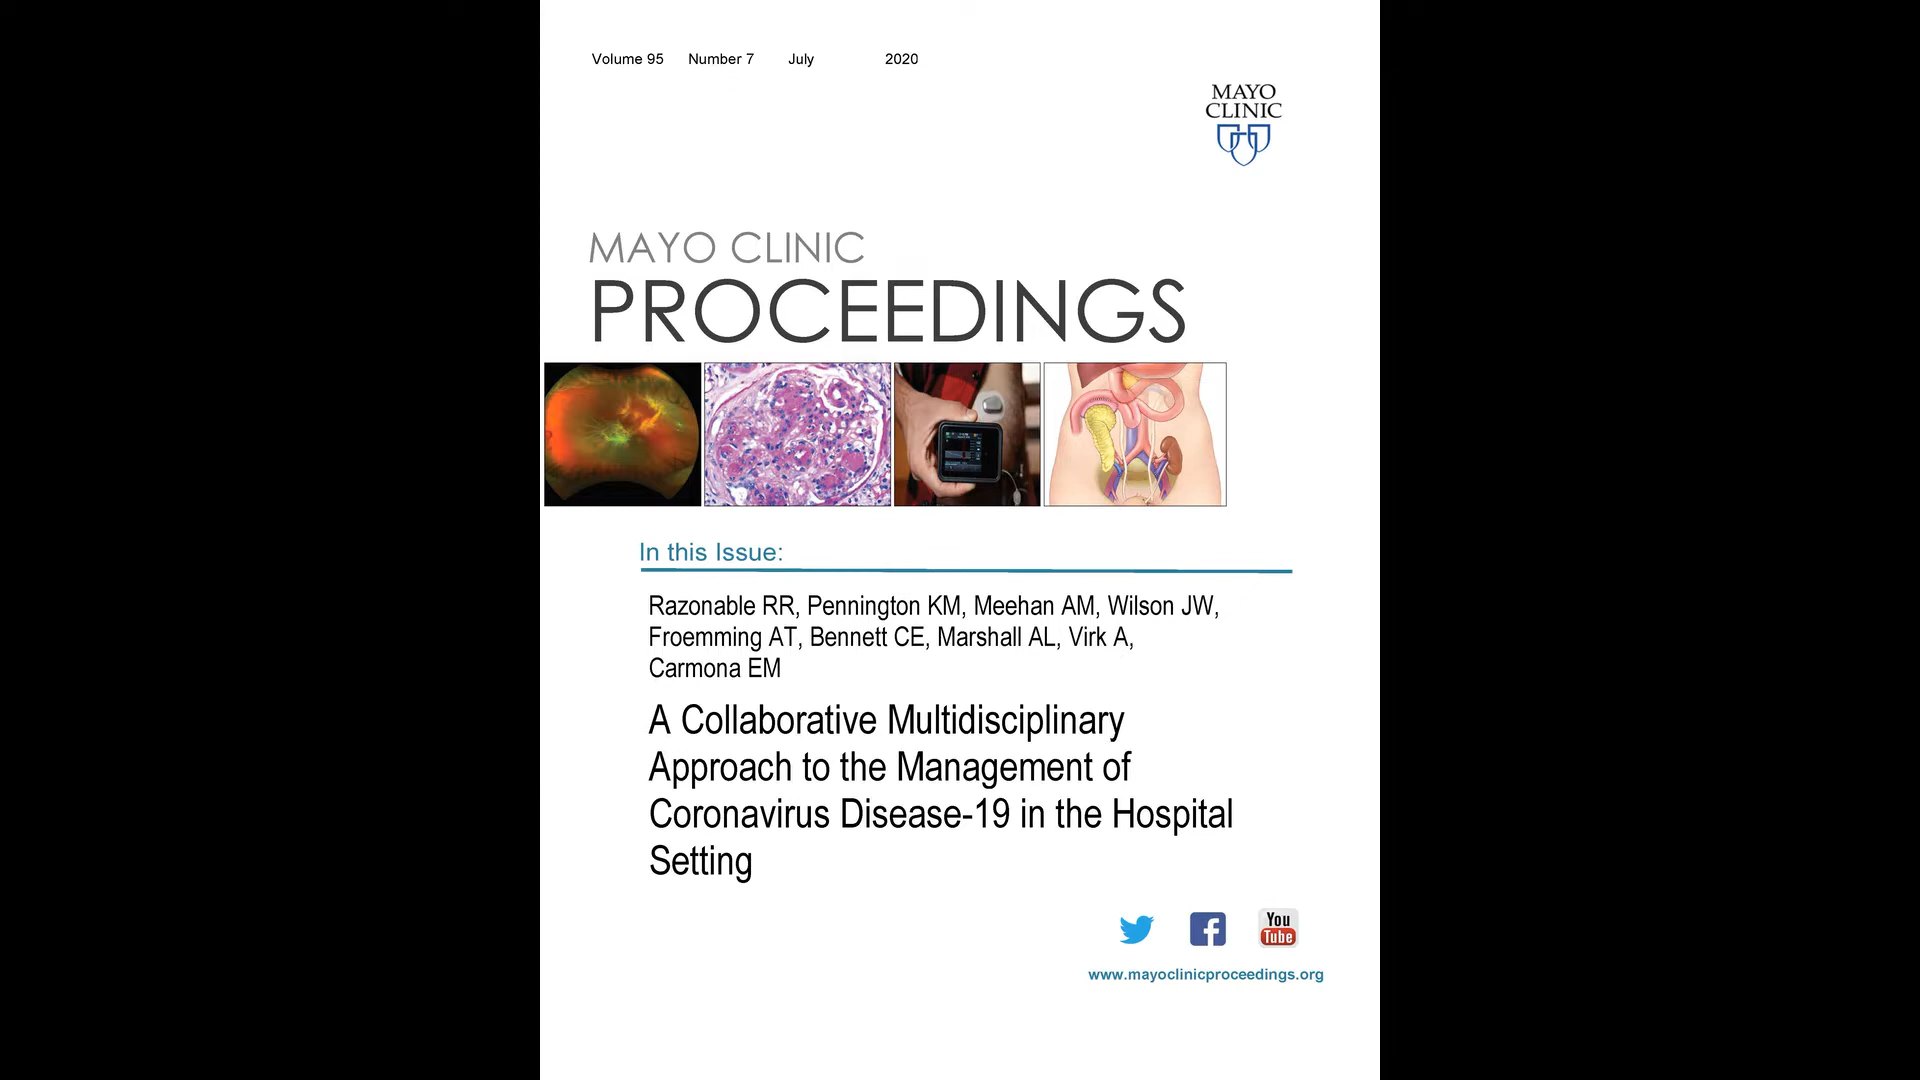 Volume 95 Number 7 July 2020
MAYO
CLINIC
MAYO CLINIC
PROCEEDINGS
In this Issue:
Razonable RR, Pennington KM, Meehan AM, Wilson JW,
Froemming AT, Bennett CE, Marshall AL, Virk A,
Carmona EM
A Collaborative Multidisciplinary
Approach to the Management of
Coronavirus Disease-19 in the Hospital
Setting
You
Tube
www.mayoclinicproceedings.org